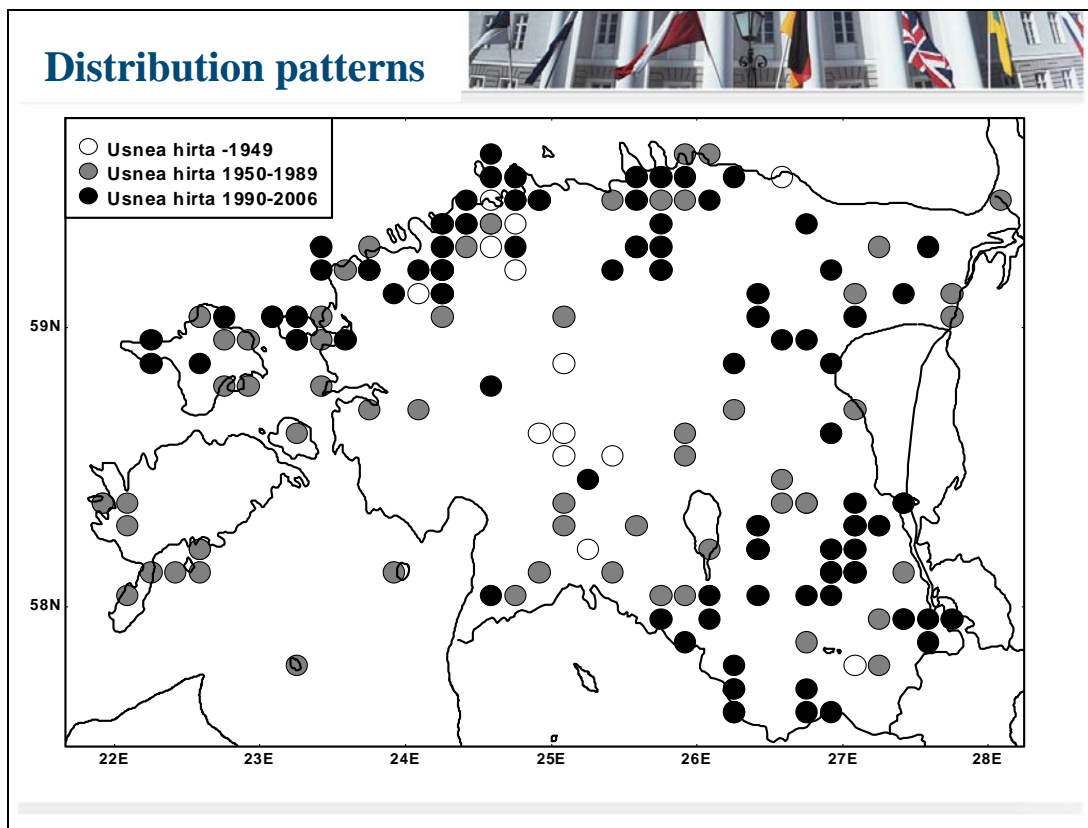 Distribution patterns
Usnea hirta -1949
Usnea hirta 1950-1989
Usnea hirta 1990-2006
59N
58N
22E 23E 24E 25E 26E 27E 28E